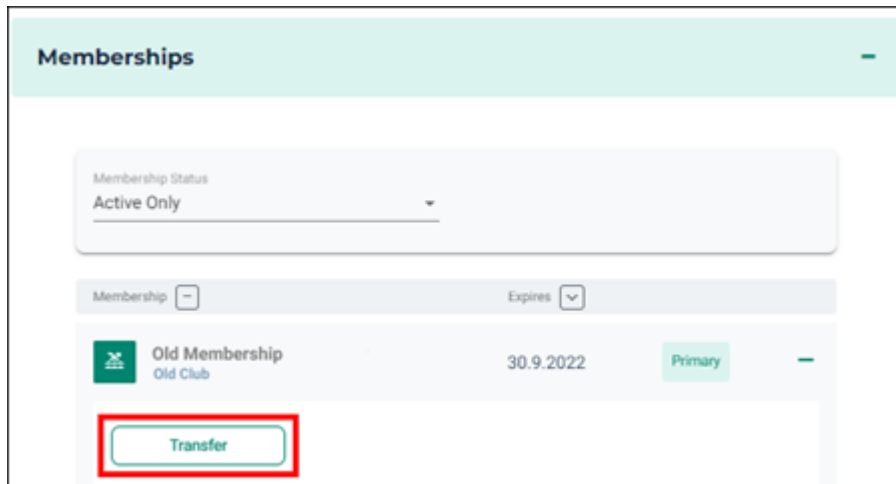 Memberships
Membership Status
Active Only
Membership Expires
Old Membership 30.9.2022 Primary
Old Club
Transfer